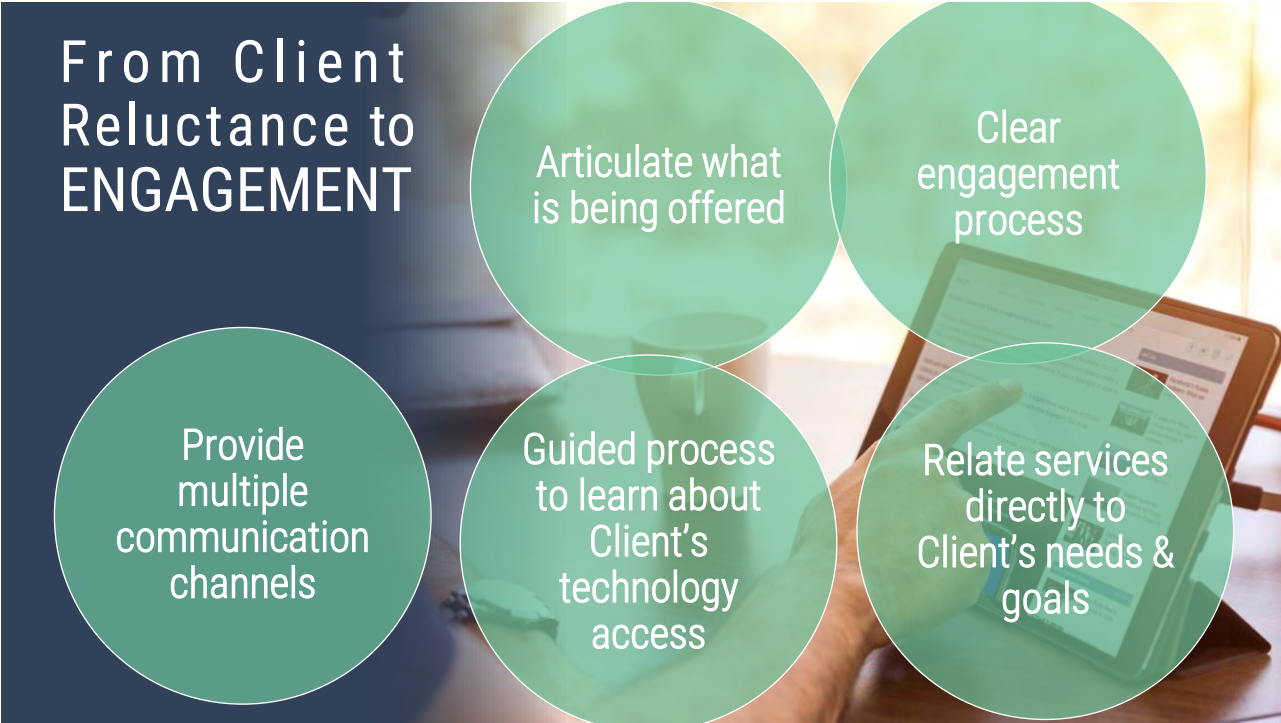 From Client
Reluctance to
ENGAGEMENT
Articulate what
is being offered
Clear
engagement
process
Provide
multiple
communication
channels
Guided process
to learn about
Client's
technology
access
Relate services
directly to
Client's needs &
goals